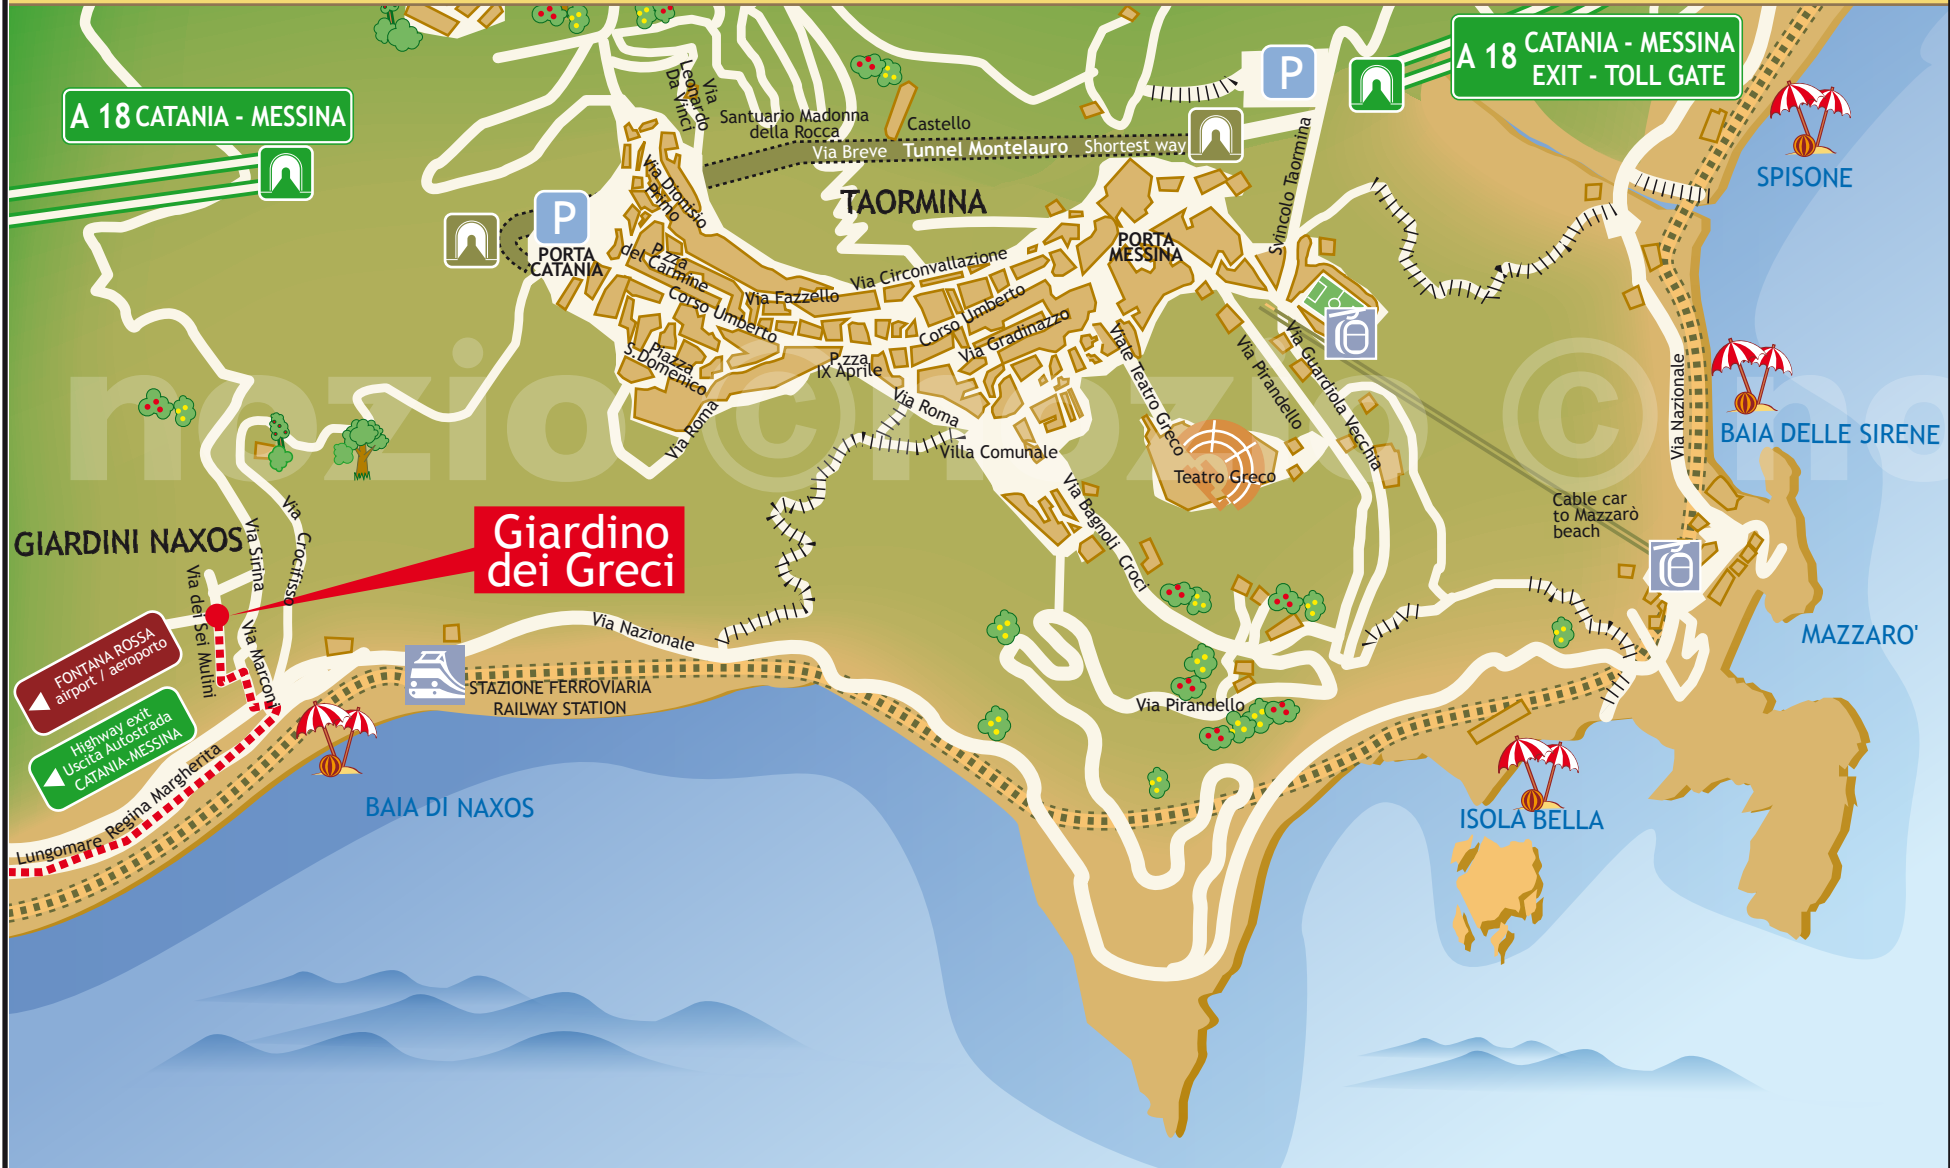 A 18 CATANIA - MESSINA
EXIT - TOLL GATE
P
A 18 CATANIA - MESSINA
Via
Leonardo
Da Vinci
Santuario Madonna
della Rocca
Castello
Via Breve Tunnel Montelauro Shortest way
SPISONE
Svincolo Taormina
Via Dionisio
Primo
TAORMINA
P
PORTA
CATANIA
P.zza
del Carmine
PORTA
MESSINA
Via Circonvallazione
Via Fazzello
Corso Umberto
Corso Umberto
Via Gradinazzo
Piazza
S.Domenico
P.zza
IX Aprile
Via Roma
Via Roma
Villa Comunale
Viale Teatro Greco
Via Pirandello
Via Guardiola Vecchia
Teatro Greco
Via Nazionale
BAIA DELLE SIRENE
nozio © nozio © no
Cable car
to Mazzarò
beach
Via Bagnoli Croci
GIARDINI NAXOS
Giardino
dei Greci
Via Sirina
Via
Crocifisso
Via dei Sei Mulini
Via Marconi
Via Nazionale
MAZZARO'
FONTANA ROSSA
airport / aeroporto
Highway exit
Uscita Autostrada
CATANIA-MESSINA
STAZIONE FERROVIARIA
RAILWAY STATION
Via Pirandello
Lungomare Regina Margherita
BAIA DI NAXOS
ISOLA BELLA